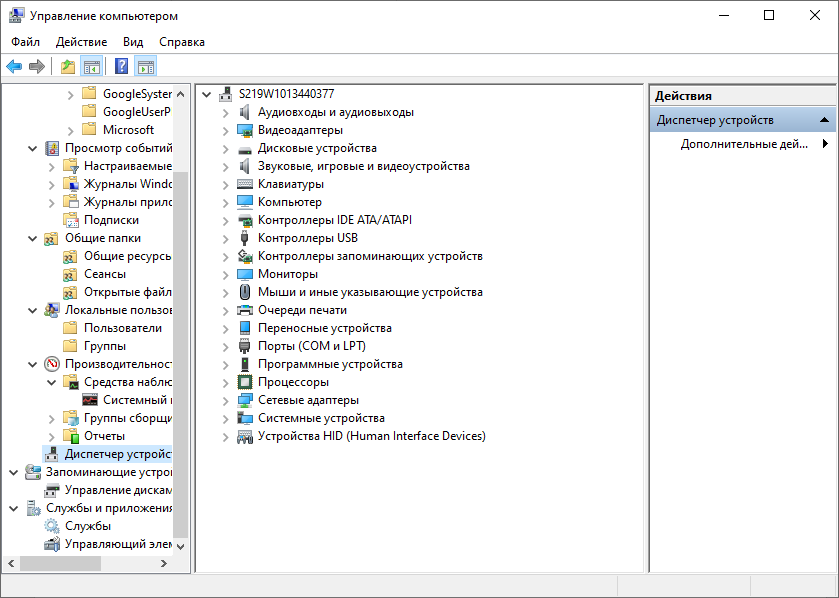 Управление компьютером
Файл Действие Вид Справка
GoogleSysten
GoogleUserP
Microsoft
Просмотр событий
Настраиваемые
Журналы Windo
Журналы прило
Подписки
Общие папки
Общие ресурсы
Сеансы
Открытые файл
Локальные пользов
Пользователи
Группы
Производительност
Средства наблю
Системный
Группы сборщи
Отчеты
Диспетчер устройст
Запоминающие устро
Управление дискам
Службы и приложения
Службы
Управляющий элем
S219W1013440377
Аудиовходы и аудиовыходы
Видеоадаптеры
Дисковые устройства
Звуковые, игровые и видеоустройства
Клавиатуры
Компьютер
Контроллеры IDE ATA/ATAPI
Контроллеры USB
Контроллеры запоминающих устройств
Мониторы
Мыши и иные указывающие устройства
Очереди печати
Переносные устройства
Порты (COM и LPT)
Программные устройства
Процессоры
Сетевые адаптеры
Системные устройства
Устройства HID (Human Interface Devices)
Действия
Диспетчер устройств
Дополнительные дей...